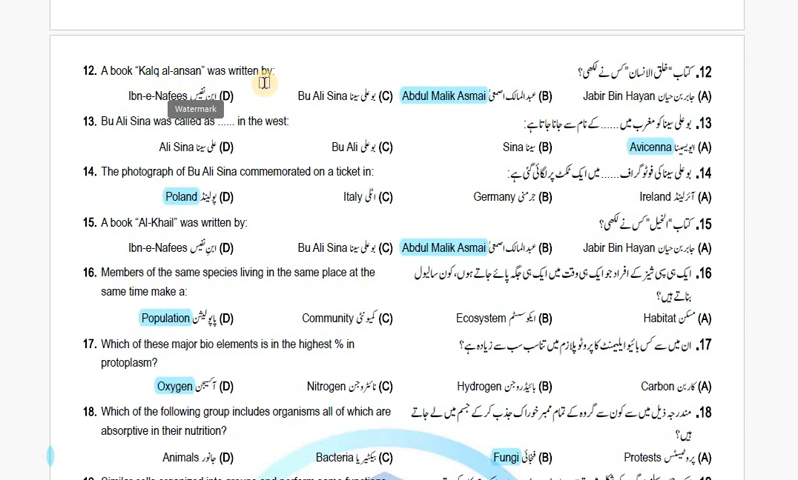 12. A book "Kalq al-ansan" was written by:
12. کتاب "خلق الانسان" کس نے لکھی؟
Ibn-e-Nafees ابنِ نفیس (D) Bu Ali Sina بو علی سینا (C) Abdul Malik Asmai عبدالمالک اصمعی (B) Jabir Bin Hayan جابر بن حیان (A)
Watermark
13. Bu Ali Sina was called as ...... in the west:
13. بو علی سینا کو مغرب میں ...... کے نام سے جانا جاتا ہے:
Ali Sina علی سینا (D) Bu Ali بو علی (C) Sina سینا (B) Avicenna ایویسینا (A)
14. The photograph of Bu Ali Sina commemorated on a ticket in:
14. بو علی سینا کی فوٹو گراف ...... میں ایک ٹکٹ پر لگائی گئی ہے:
Poland پولینڈ (D) Italy اٹلی (C) Germany جرمنی (B) Ireland آئرلینڈ (A)
15. A book "Al-Khail" was written by:
15. کتاب "الخیل" کس نے لکھی؟
Ibn-e-Nafees ابنِ نفیس (D) Bu Ali Sina بو علی سینا (C) Abdul Malik Asmai عبدالمالک اصمعی (B) Jabir Bin Hayan جابر بن حیان (A)
16. Members of the same species living in the same place at the
same time make a:
16. ایک ہی سپی شیز کے افراد جو ایک ہی وقت میں ایک ہی جگہ پائے جاتے ہوں، کون سا لیول
بناتے ہیں؟
Population پاپولیشن (D) Community کمیونٹی (C) Ecosystem ایکو سسٹم (B) Habitat مسکن (A)
17. Which of these major bio elements is in the highest % in
protoplasm?
17. ان میں سے کس بائیو ایلیمنٹ کا پروٹوپلازم میں تناسب سب سے زیادہ ہے؟
Oxygen آکسیجن (D) Nitrogen نائٹروجن (C) Hydrogen ہائیڈروجن (B) Carbon کاربن (A)
18. Which of the following group includes organisms all of which are
absorptive in their nutrition?
18. مندرجہ ذیل میں سے کون سے گروہ کے تمام ممبر خوراک جذب کر کے جسم میں لے جاتے
ہیں؟
Animals جانور (D) Bacteria بیکٹیریا (C) Fungi فنجائی (B) Protests پروٹیسٹس (A)